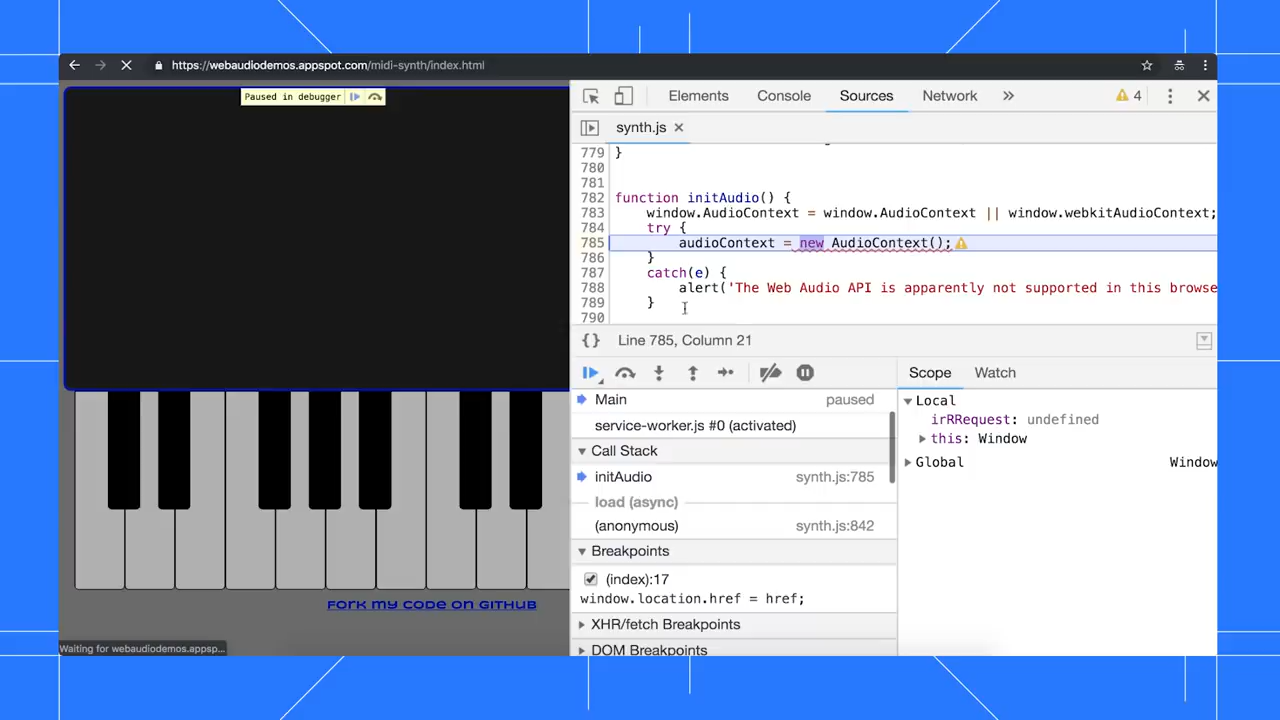 https://webaudiodemos.appspot.com/midi-synth/index.html
Paused in debugger
Fork my code on GitHub
Waiting for webaudiodemos.appsp...
Elements Console Sources Network » 4
synth.js
779 }
780
781
782 function initAudio() {
783 window.AudioContext = window.AudioContext || window.webkitAudioContext;
784 try {
785 audioContext = new AudioContext();
786 }
787 catch(e) {
788 alert('The Web Audio API is apparently not supported in this browse
789 }
790
{} Line 785, Column 21
Main paused
service-worker.js #0 (activated)
Call Stack
initAudio synth.js:785
load (async)
(anonymous) synth.js:842
Breakpoints
(index):17
window.location.href = href;
XHR/fetch Breakpoints
DOM Breakpoints
Scope Watch
Local
irRRequest: undefined
this: Window
Global Window